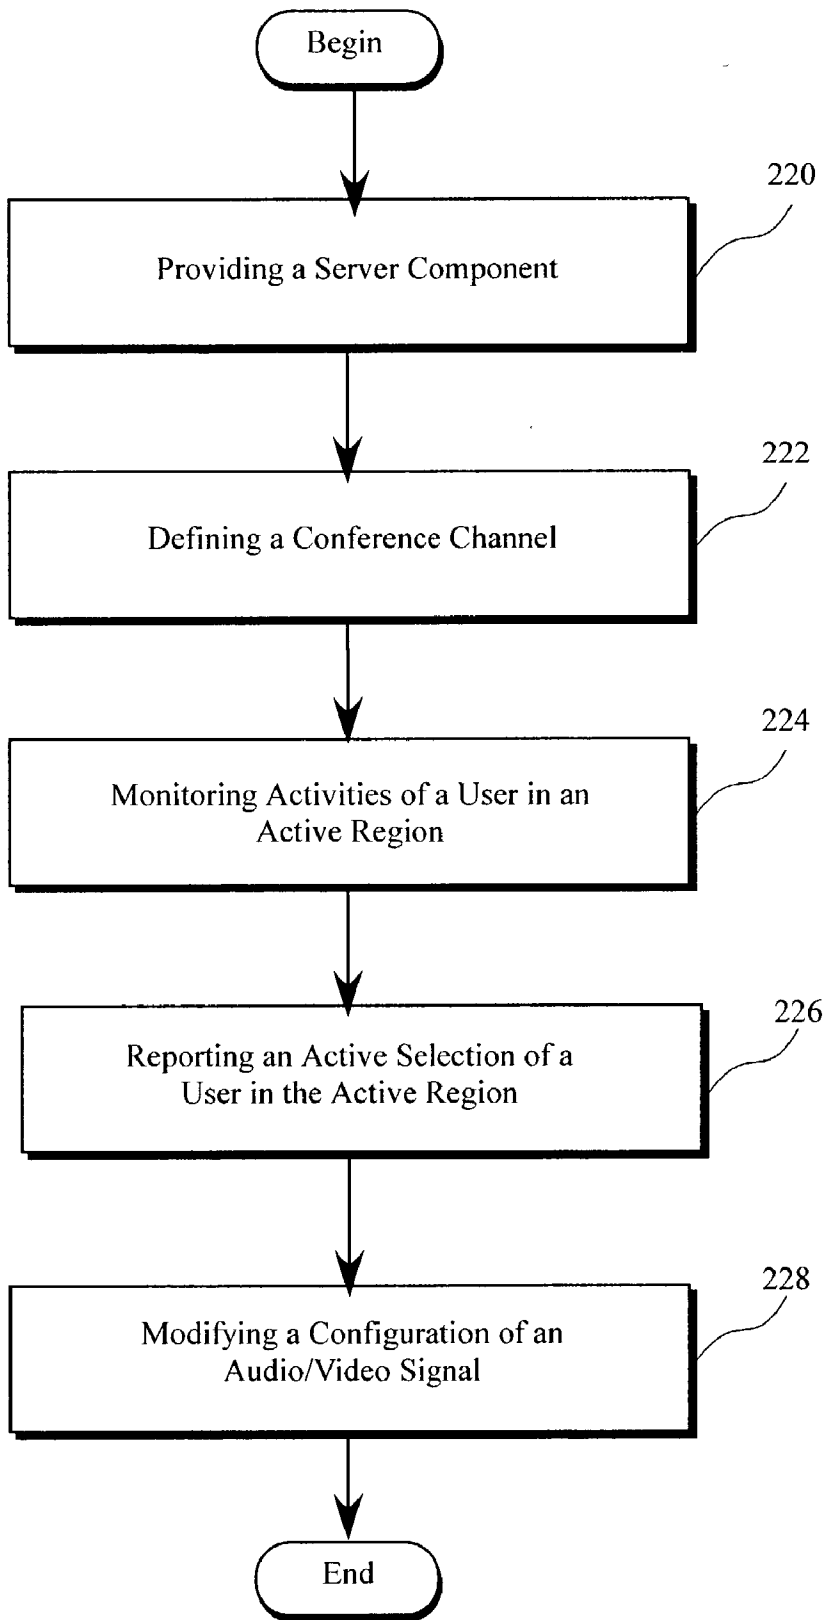 Begin
220
Providing a Server Component
222
Defining a Conference Channel
224
Monitoring Activities of a User in an
Active Region
226
Reporting an Active Selection of a
User in the Active Region
228
Modifying a Configuration of an
Audio/Video Signal
End